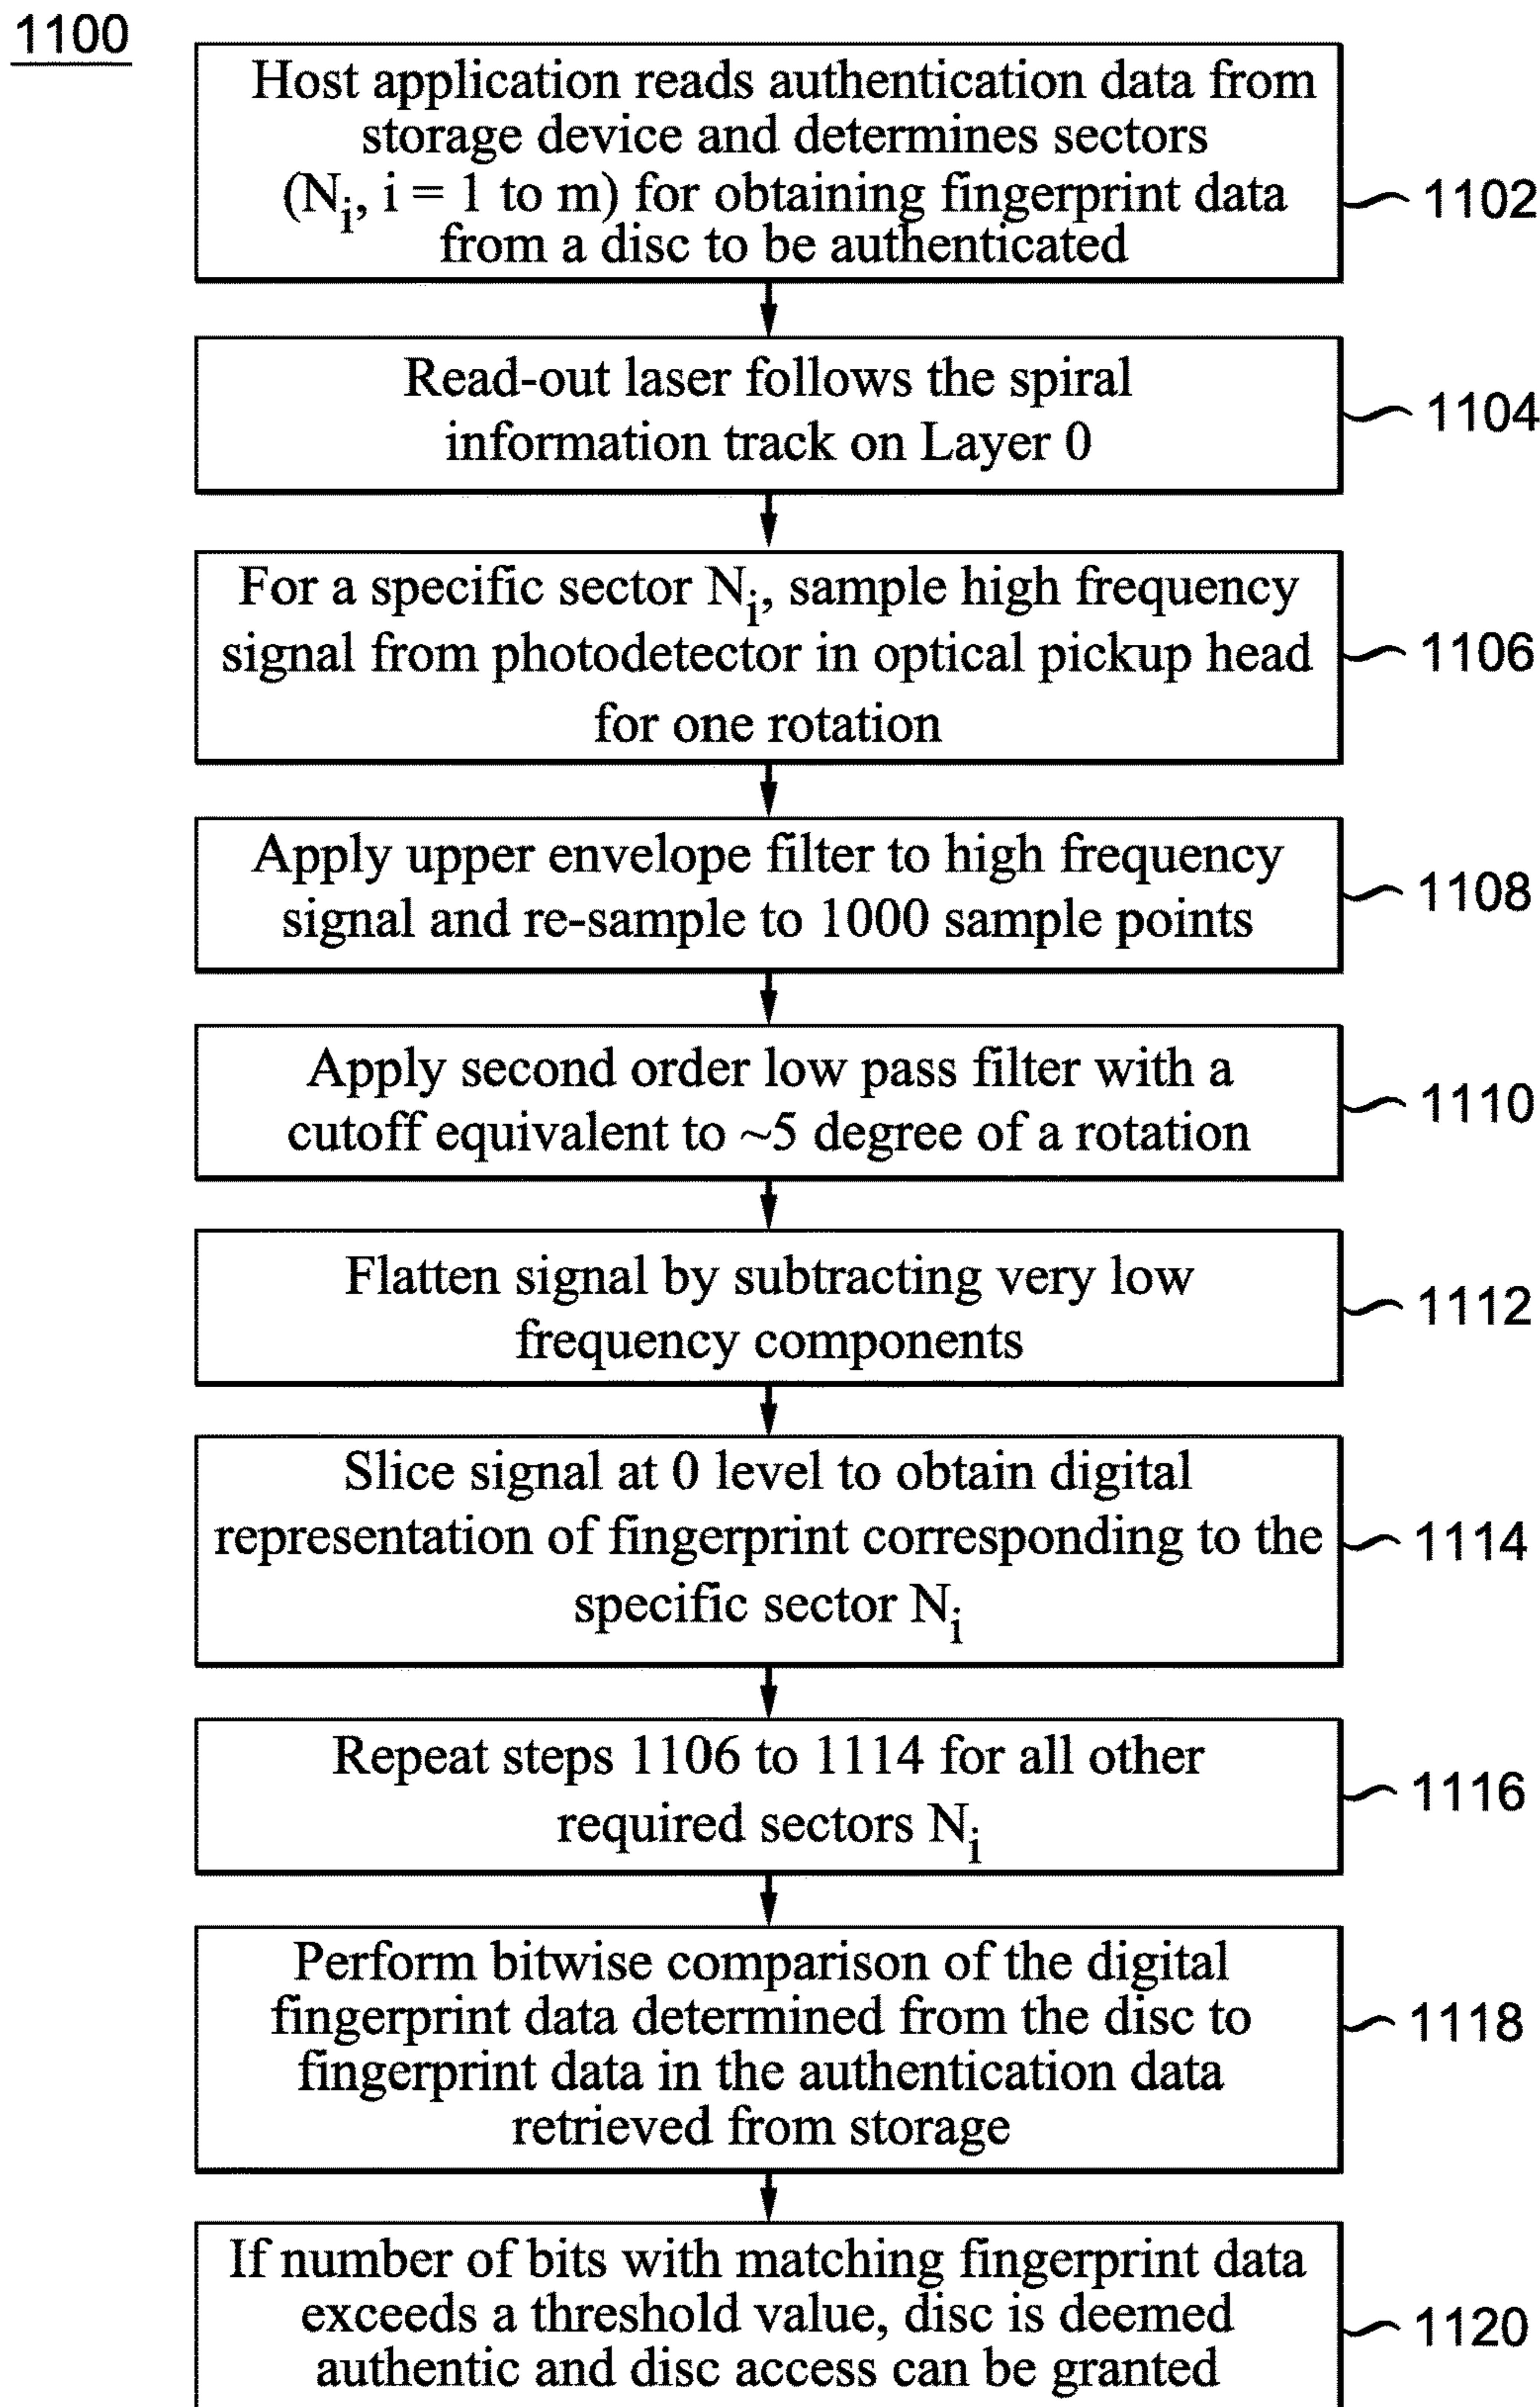 1100
Host application reads authentication data from
storage device and determines sectors
(Ni, i = 1 to m) for obtaining fingerprint data
from a disc to be authenticated
1102
Read-out laser follows the spiral
information track on Layer 0
1104
For a specific sector Ni, sample high frequency
signal from photodetector in optical pickup head
for one rotation
1106
Apply upper envelope filter to high frequency
signal and re-sample to 1000 sample points
1108
Apply second order low pass filter with a
cutoff equivalent to ~5 degree of a rotation
1110
Flatten signal by subtracting very low
frequency components
1112
Slice signal at 0 level to obtain digital
representation of fingerprint corresponding to the
specific sector Ni
1114
Repeat steps 1106 to 1114 for all other
required sectors Ni
1116
Perform bitwise comparison of the digital
fingerprint data determined from the disc to
fingerprint data in the authentication data
retrieved from storage
1118
If number of bits with matching fingerprint data
exceeds a threshold value, disc is deemed
authentic and disc access can be granted
1120